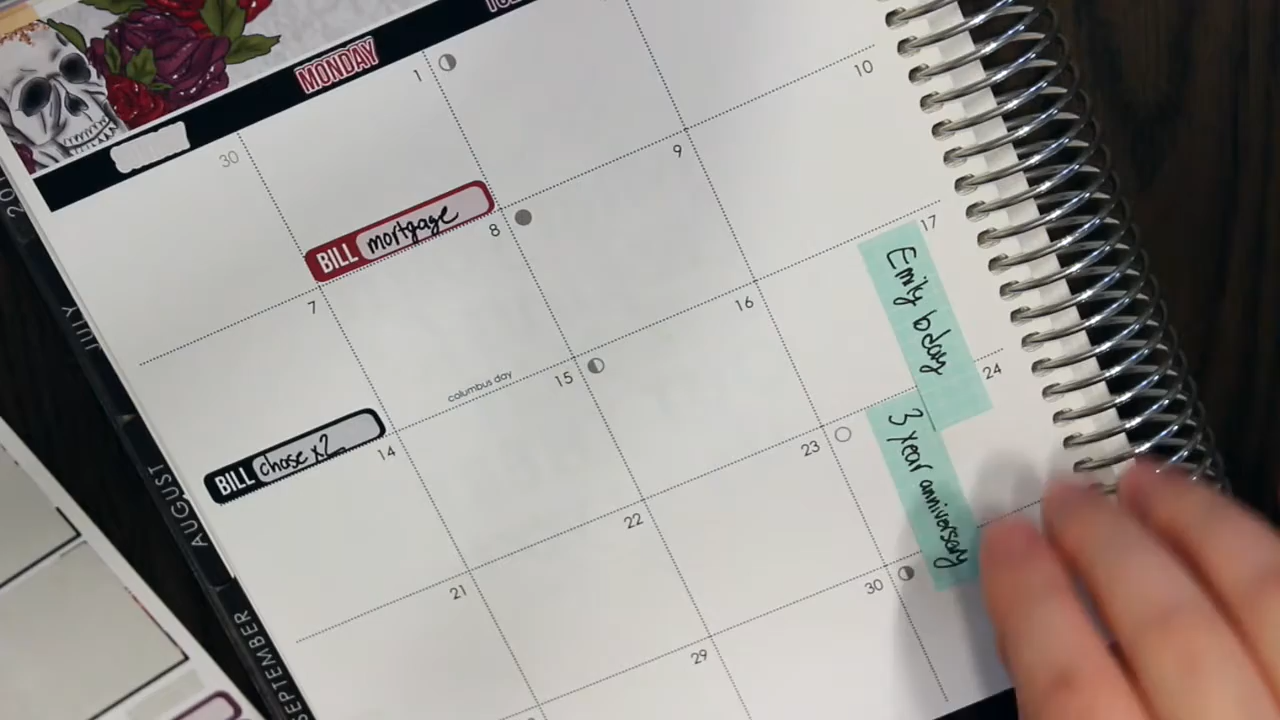 MONDAY
1
10
30
9
BILL mortgage
8
17
7
16
Emily bday
columbus day
15
24
BILL chase x2
14
23
3 year anniversary
22
21
30
29
JULY
AUGUST
SEPTEMBER